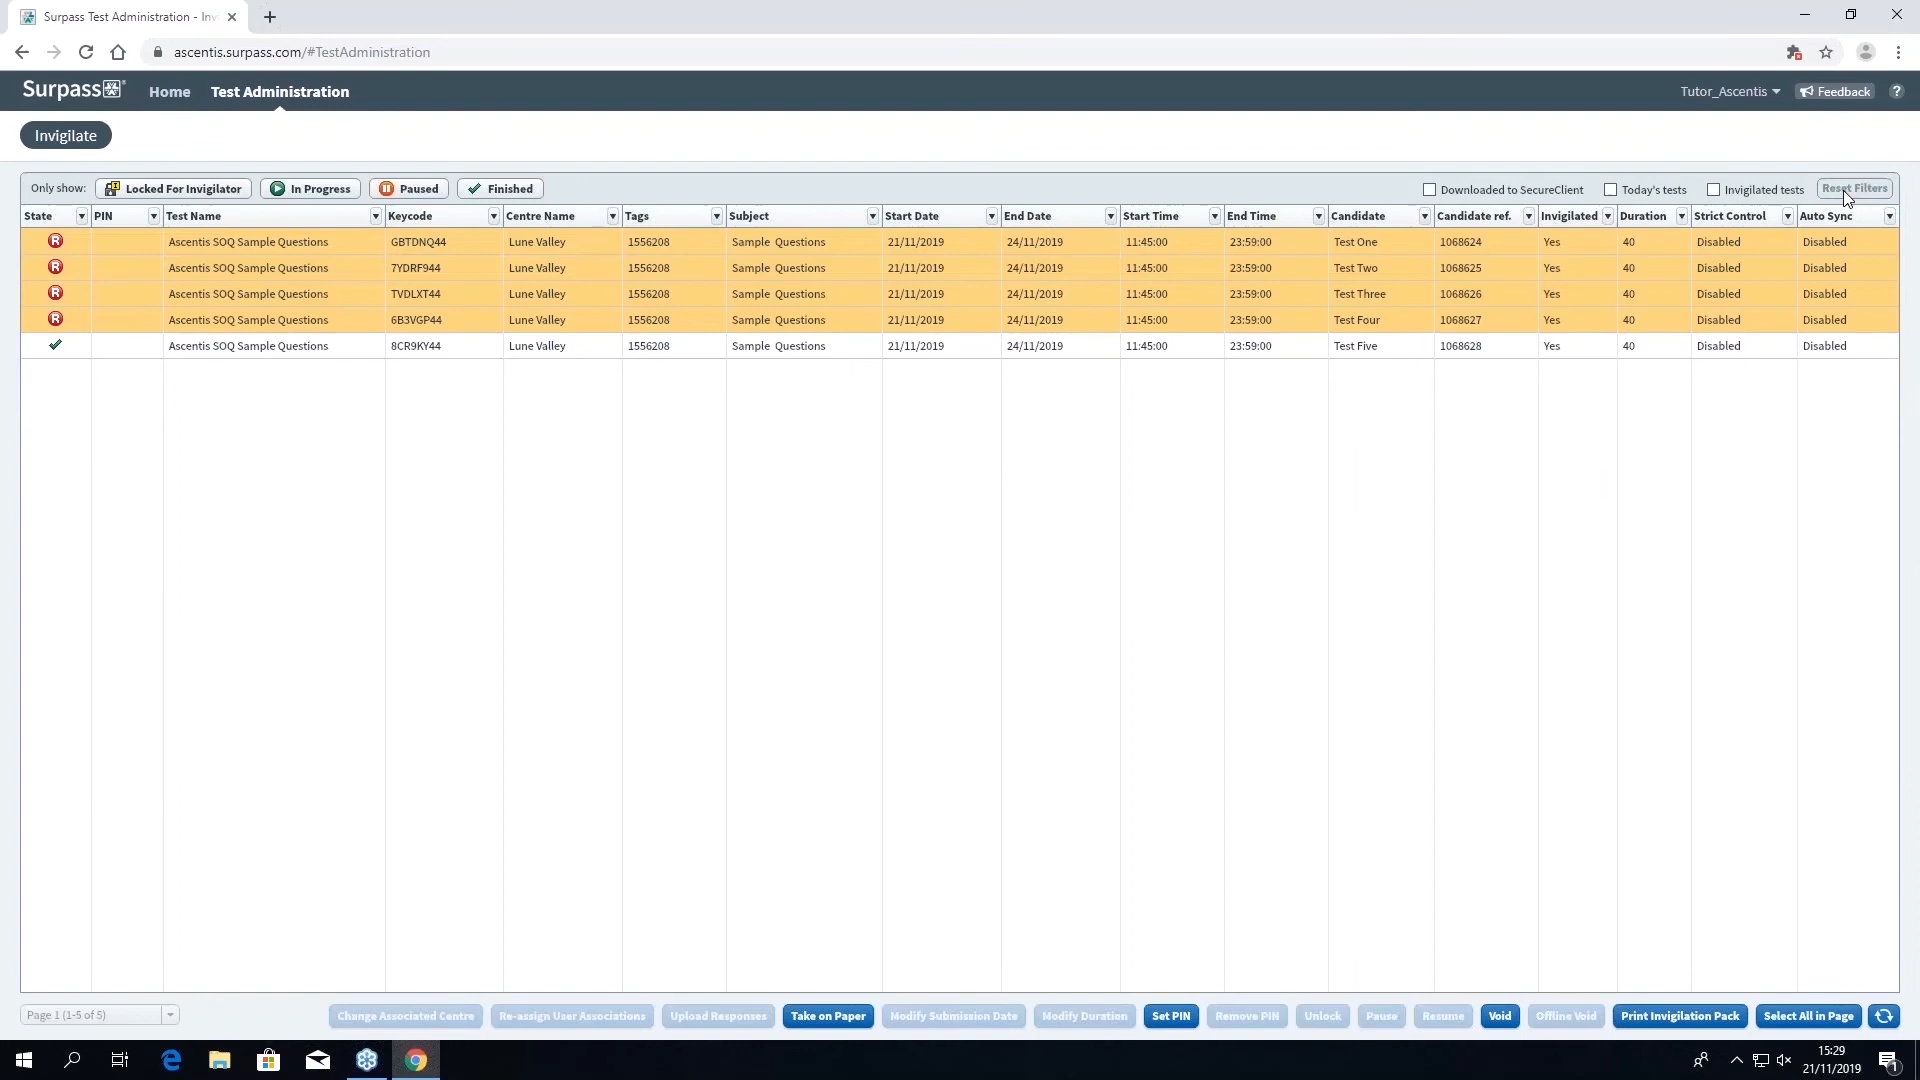 Surpass Test Administration - Inv
ascentis.surpass.com/#TestAdministration
Surpass Home Test Administration Tutor_Ascentis Feedback ?
Invigilate
Only show: Locked For Invigilator In Progress Paused Finished Downloaded to SecureClient Today's tests Invigilated tests Reset Filters
State PIN Test Name Keycode Centre Name Tags Subject Start Date End Date Start Time End Time Candidate Candidate ref. Invigilated Duration Strict Control Auto Sync
R Ascentis SOQ Sample Questions GBTDNQ44 Lune Valley 1556208 Sample Questions 21/11/2019 24/11/2019 11:45:00 23:59:00 Test One 1068624 Yes 40 Disabled Disabled
R Ascentis SOQ Sample Questions 7YDRF944 Lune Valley 1556208 Sample Questions 21/11/2019 24/11/2019 11:45:00 23:59:00 Test Two 1068625 Yes 40 Disabled Disabled
R Ascentis SOQ Sample Questions TVDLXT44 Lune Valley 1556208 Sample Questions 21/11/2019 24/11/2019 11:45:00 23:59:00 Test Three 1068626 Yes 40 Disabled Disabled
R Ascentis SOQ Sample Questions 6B3VGP44 Lune Valley 1556208 Sample Questions 21/11/2019 24/11/2019 11:45:00 23:59:00 Test Four 1068627 Yes 40 Disabled Disabled
Ascentis SOQ Sample Questions 8CR9KY44 Lune Valley 1556208 Sample Questions 21/11/2019 24/11/2019 11:45:00 23:59:00 Test Five 1068628 Yes 40 Disabled Disabled
Page 1 (1-5 of 5) Change Associated Centre Re-assign User Associations Upload Responses Take on Paper Modify Submission Date Modify Duration Set PIN Remove PIN Unlock Pause Resume Void Offline Void Print Invigilation Pack Select All in Page
15:29
21/11/2019
1